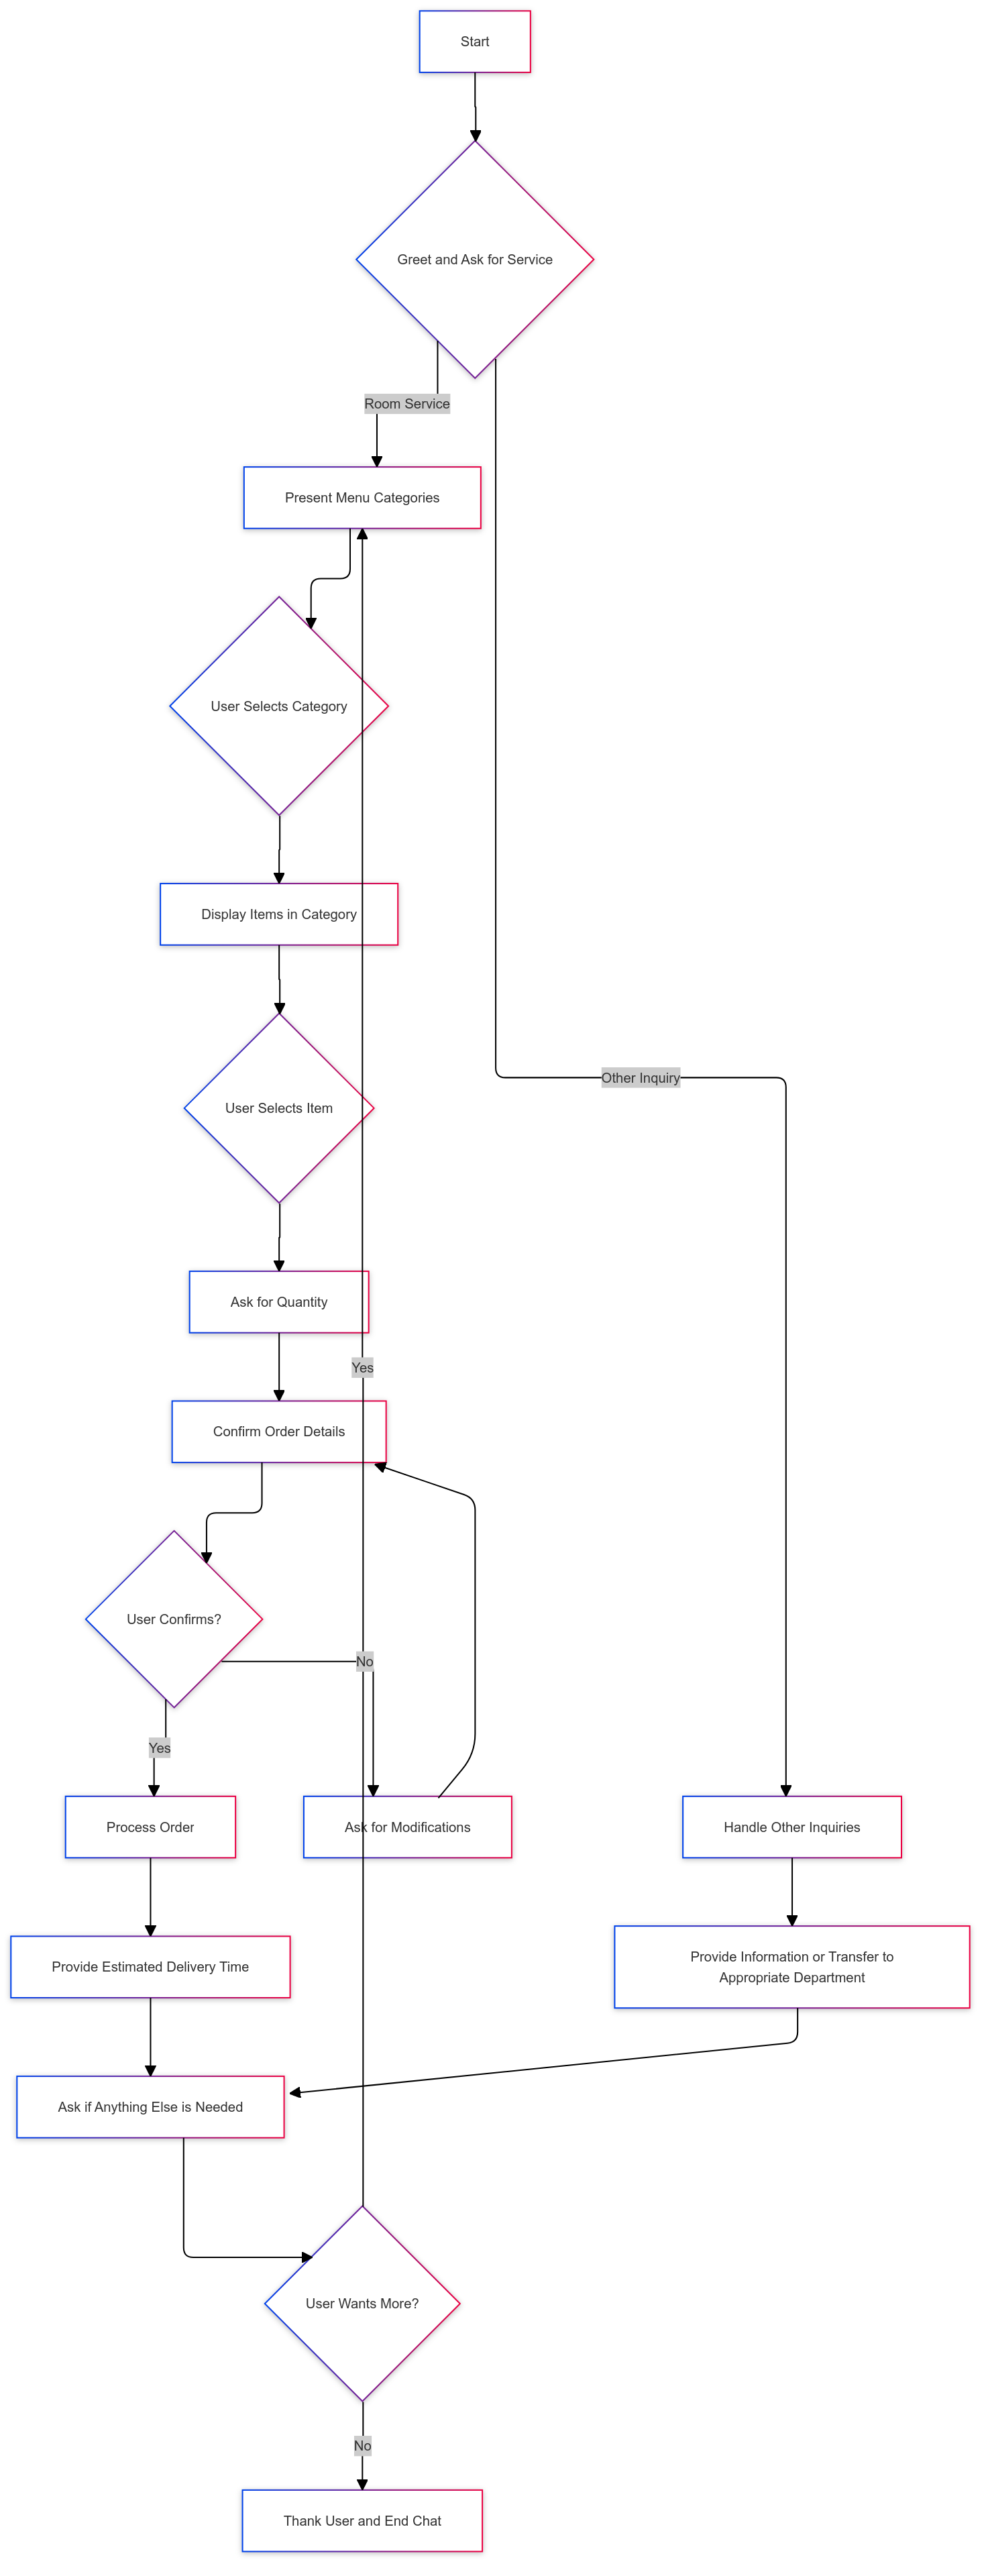 Start
Greet and Ask for Service
Room Service
Present Menu Categories
User Selects Category
Display Items in Category
Other Inquiry
User Selects Item
Ask for Quantity
Yes
Confirm Order Details
User Confirms?
No
Yes
Process Order
Ask for Modifications
Handle Other Inquiries
Provide Estimated Delivery Time
Provide Information or Transfer to
Appropriate Department
Ask if Anything Else is Needed
User Wants More?
No
Thank User and End Chat